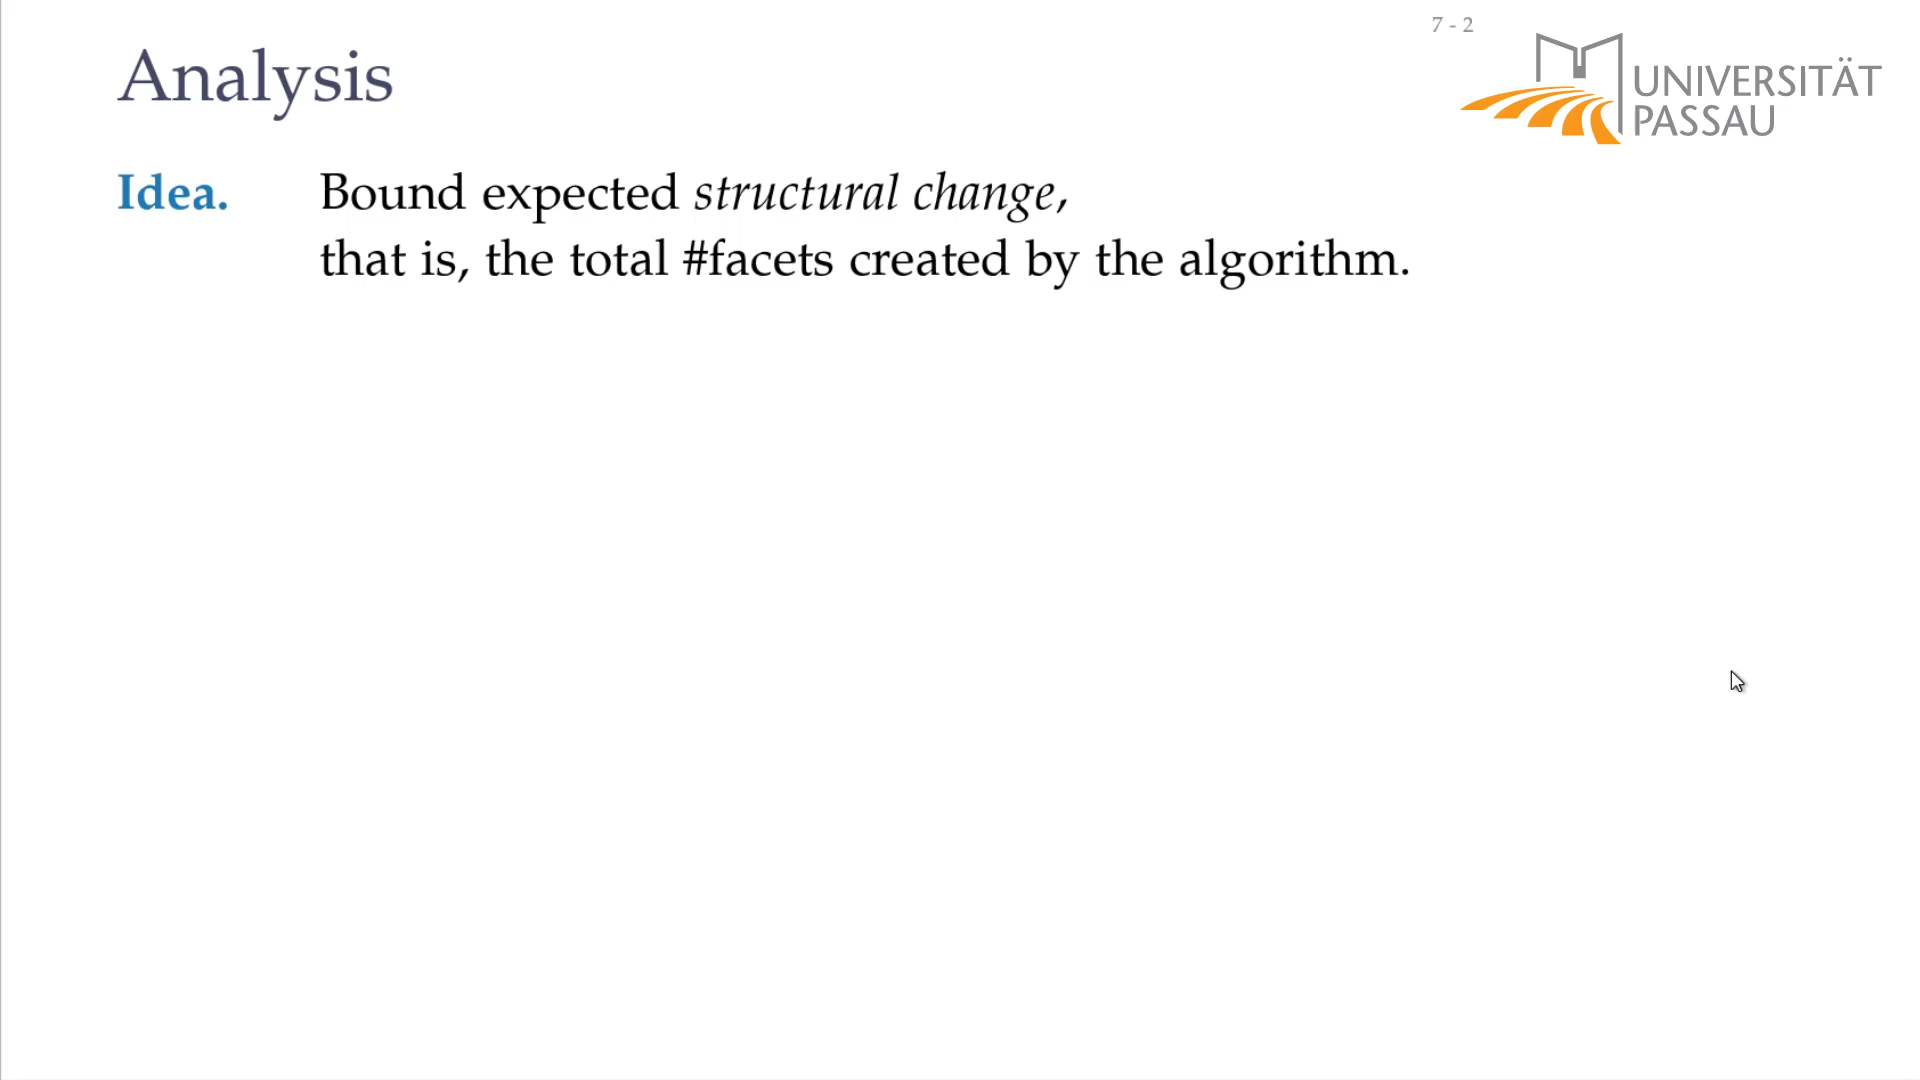 7 - 2
Analysis
UNIVERSITÄT
PASSAU
Idea. Bound expected structural change,
that is, the total #facets created by the algorithm.